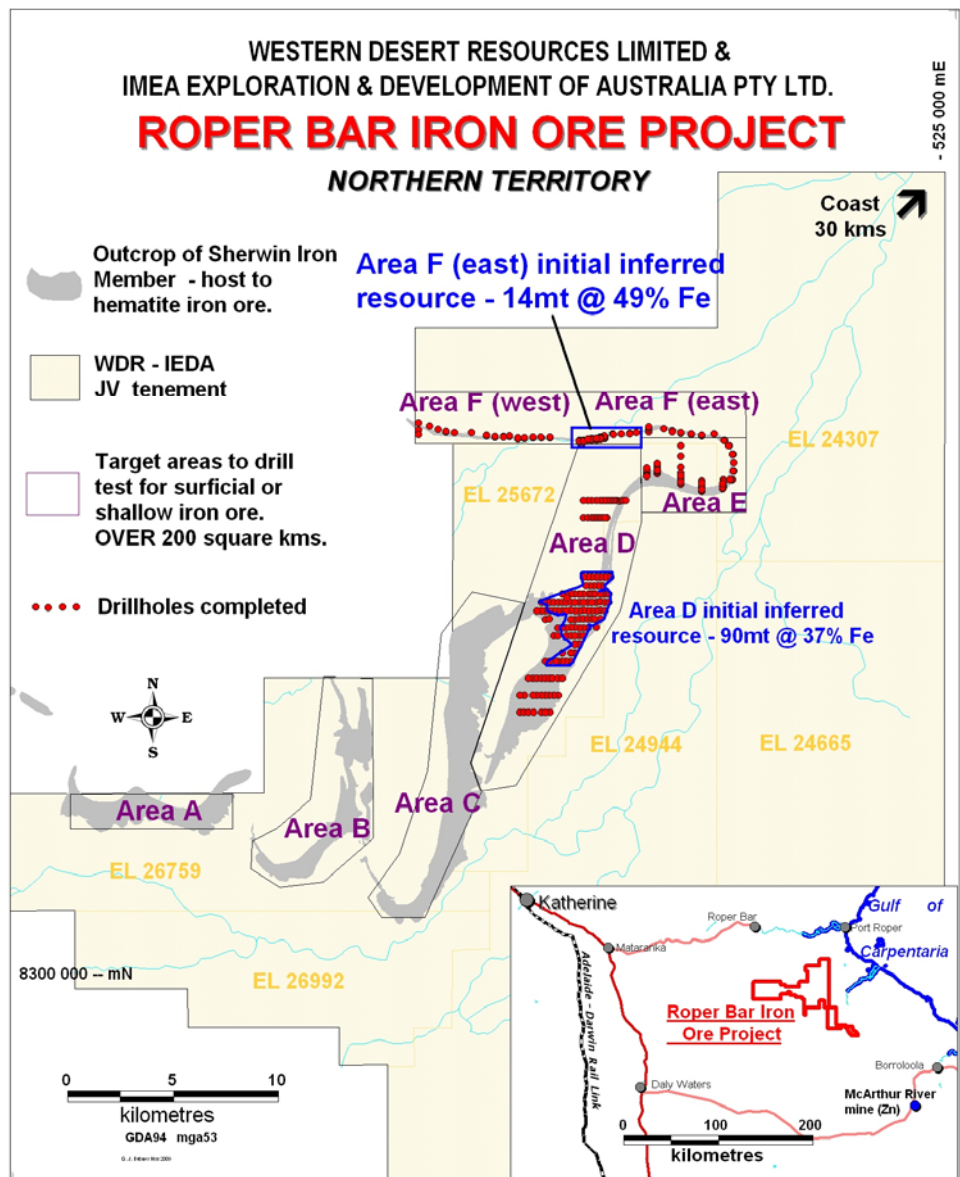 WESTERN DESERT RESOURCES LIMITED &
IMEA EXPLORATION & DEVELOPMENT OF AUSTRALIA PTY LTD.
ROPER BAR IRON ORE PROJECT
NORTHERN TERRITORY
- 525 000 mE
Coast
30 kms
Outcrop of Sherwin Iron
Member - host to
hematite iron ore.
WDR - IEDA
JV tenement
Target areas to drill
test for surficial or
shallow iron ore.
OVER 200 square kms.
Drillholes completed
Area F (east) initial inferred
resource - 14mt @ 49% Fe
Area F (west)
Area F (east)
EL 24307
EL 25672
Area E
Area D
Area D initial inferred
resource - 90mt @ 37% Fe
N
W
E
S
EL 24944
EL 24665
Area A
Area B
Area C
EL 26759
8300 000 -- mN
EL 26992
0 5 10
kilometres
GDA94 mga53
Katherine
Roper Bar
Gulf of
Carpentaria
Port Roper
Mataranka
Adelaide - Darwin Rail Link
Roper Bar Iron
Ore Project
Borroloola
Daly Waters
McArthur River
mine (Zn)
0 100 200
kilometres